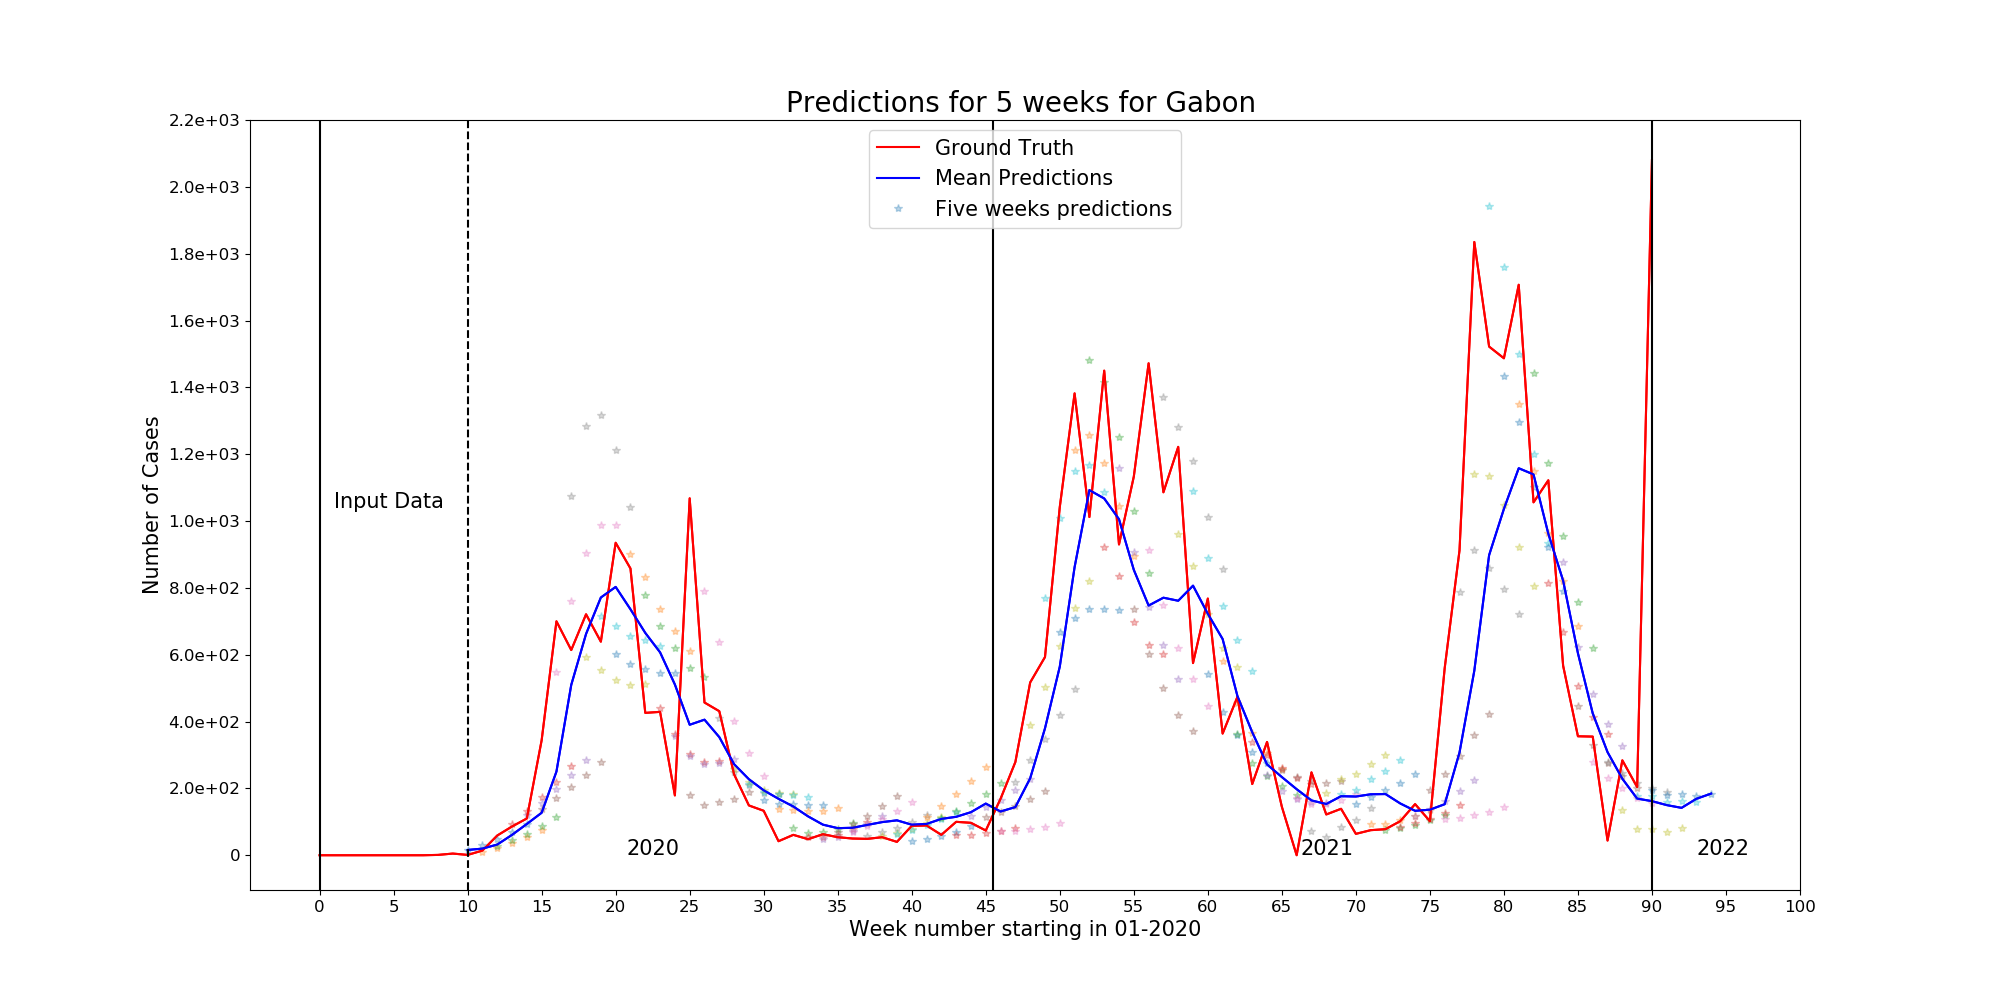 Predictions for 5 weeks for Gabon
2.2e+03
2.0e+03
1.8e+03
1.6e+03
1.4e+03
1.2e+03
1.0e+03
8.0e+02
6.0e+02
4.0e+02
2.0e+02
0
Number of Cases
Ground Truth
Mean Predictions
Five weeks predictions
Input Data
2020
2021
2022
0 5 10 15 20 25 30 35 40 45 50 55 60 65 70 75 80 85 90 95 100
Week number starting in 01-2020